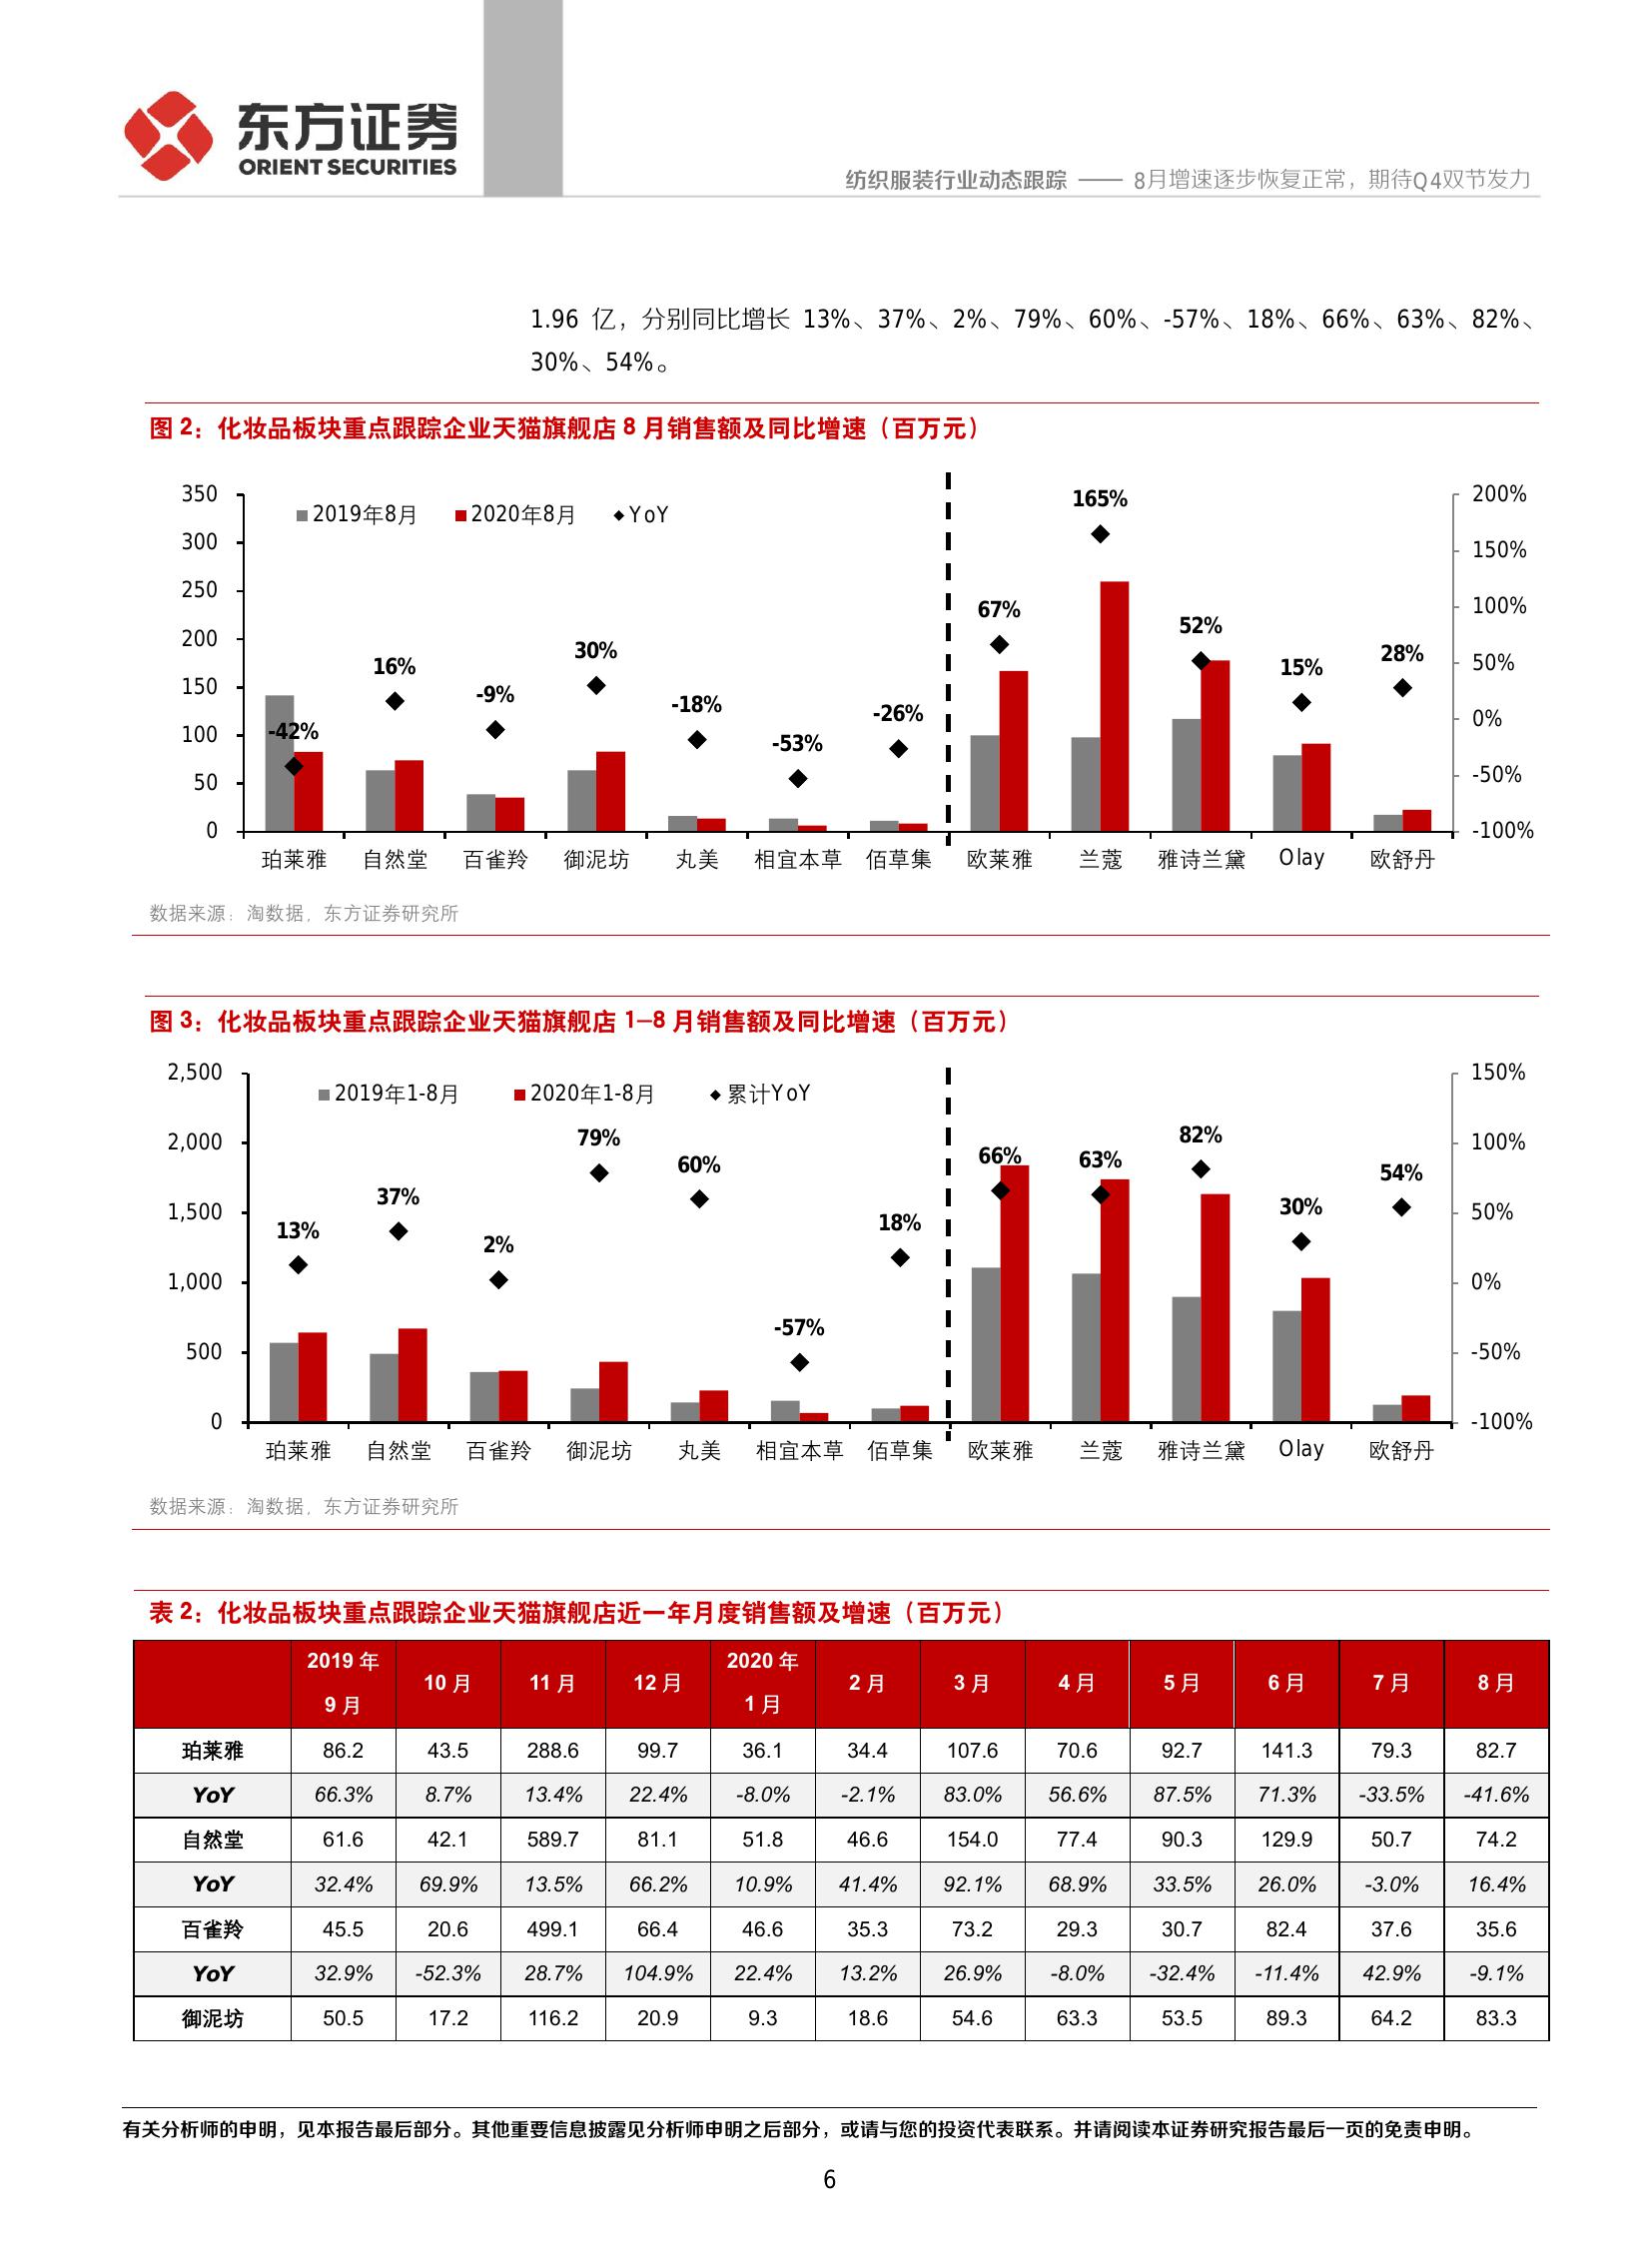 东方证券
ORIENT SECURITIES
纺织服装行业动态跟踪 —— 8月增速逐步恢复正常，期待Q4双节发力
1.96 亿，分别同比增长 13%、37%、2%、79%、60%、-57%、18%、66%、63%、82%、
30%、54%。
图 2：化妆品板块重点跟踪企业天猫旗舰店 8 月销售额及同比增速（百万元）
2019年8月 2020年8月 YoY
350
300
250
200
150
100
50
0
200%
150%
100%
50%
0%
-50%
-100%
-42% 16% -9% 30% -18% -53% -26% 67% 165% 52% 15% 28%
珀莱雅 自然堂 百雀羚 御泥坊 丸美 相宜本草 佰草集 欧莱雅 兰蔻 雅诗兰黛 Olay 欧舒丹
数据来源：淘数据，东方证券研究所
图 3：化妆品板块重点跟踪企业天猫旗舰店 1-8 月销售额及同比增速（百万元）
2019年1-8月 2020年1-8月 累计YoY
2,500
2,000
1,500
1,000
500
0
150%
100%
50%
0%
-50%
-100%
13% 37% 2% 79% 60% -57% 18% 66% 63% 82% 30% 54%
珀莱雅 自然堂 百雀羚 御泥坊 丸美 相宜本草 佰草集 欧莱雅 兰蔻 雅诗兰黛 Olay 欧舒丹
数据来源：淘数据，东方证券研究所
表 2：化妆品板块重点跟踪企业天猫旗舰店近一年月度销售额及增速（百万元）
2019 年 9 月 10 月 11 月 12 月 2020 年 1 月 2 月 3 月 4 月 5 月 6 月 7 月 8 月
珀莱雅 86.2 43.5 288.6 99.7 36.1 34.4 107.6 70.6 92.7 141.3 79.3 82.7
YoY 66.3% 8.7% 13.4% 22.4% -8.0% -2.1% 83.0% 56.6% 87.5% 71.3% -33.5% -41.6%
自然堂 61.6 42.1 589.7 81.1 51.8 46.6 154.0 77.4 90.3 129.9 50.7 74.2
YoY 32.4% 69.9% 13.5% 66.2% 10.9% 41.4% 92.1% 68.9% 33.5% 26.0% -3.0% 16.4%
百雀羚 45.5 20.6 499.1 66.4 46.6 35.3 73.2 29.3 30.7 82.4 37.6 35.6
YoY 32.9% -52.3% 28.7% 104.9% 22.4% 13.2% 26.9% -8.0% -32.4% -11.4% 42.9% -9.1%
御泥坊 50.5 17.2 116.2 20.9 9.3 18.6 54.6 63.3 53.5 89.3 64.2 83.3
有关分析师的申明，见本报告最后部分。其他重要信息披露见分析师申明之后部分，或请与您的投资代表联系。并请阅读本证券研究报告最后一页的免责申明。
6